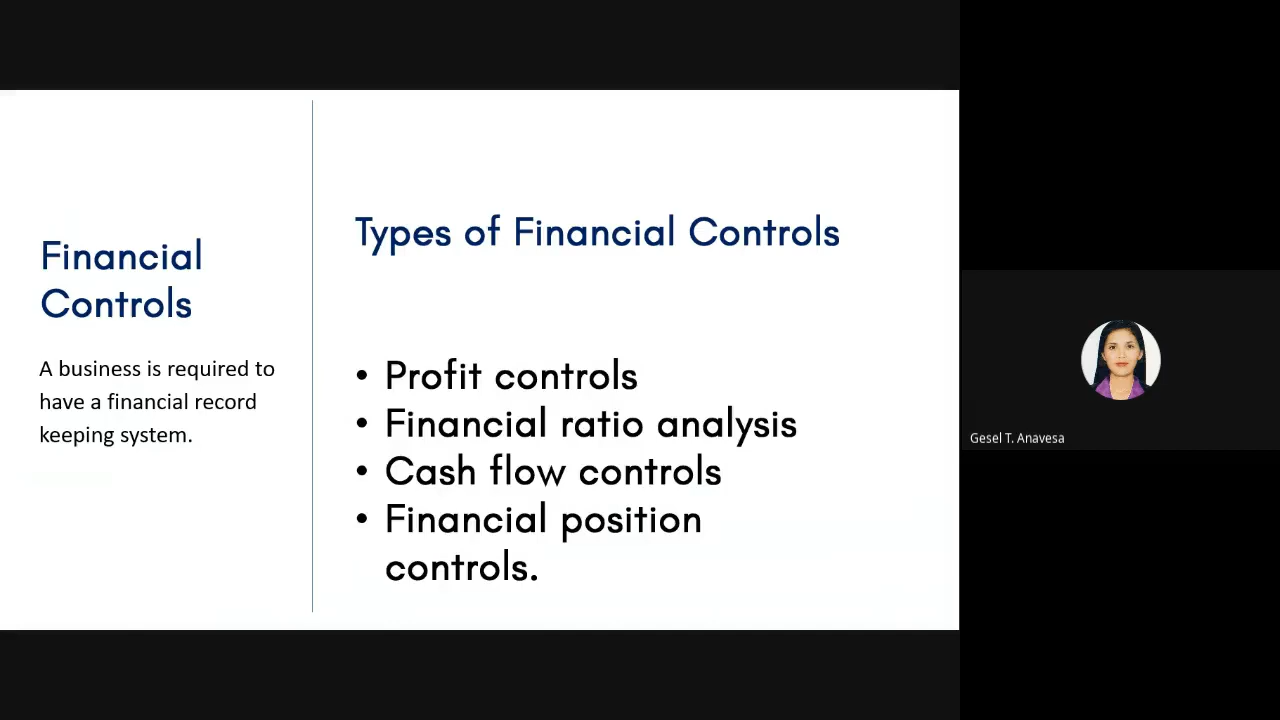 Financial
Controls
A business is required to
have a financial record
keeping system.
Types of Financial Controls
• Profit controls
• Financial ratio analysis
• Cash flow controls
• Financial position
controls.
Gesel T. Anavesa